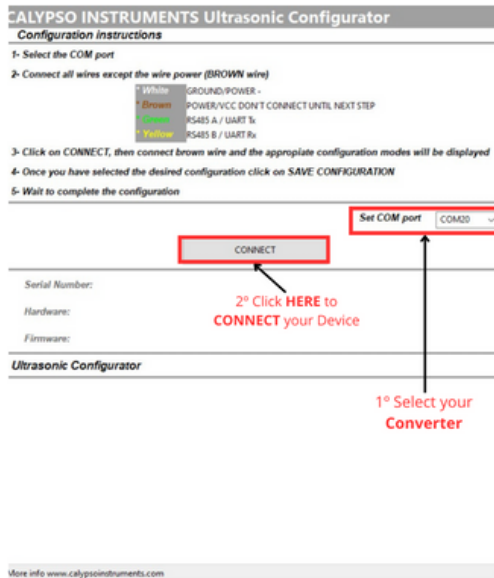 CALYPSO INSTRUMENTS Ultrasonic Configurator
Configuration instructions
1- Select the COM port
2- Connect all wires except the wire power (BROWN wire)
* White GROUND/POWER -
* Brown POWER/VCC DON'T CONNECT UNTIL NEXT STEP
* Green RS485 A / UART Tx
* Yellow RS485 B / UART Rx
3- Click on CONNECT, then connect brown wire and the appropiate configuration modes will be displayed
4- Once you have selected the desired configuration click on SAVE CONFIGURATION
5- Wait to complete the configuration
Set COM port COM20
CONNECT
Serial Number:
2º Click HERE to
CONNECT your Device
Hardware:
Firmware:
Ultrasonic Configurator
1º Select your
Converter
More info www.calypsoinstruments.com